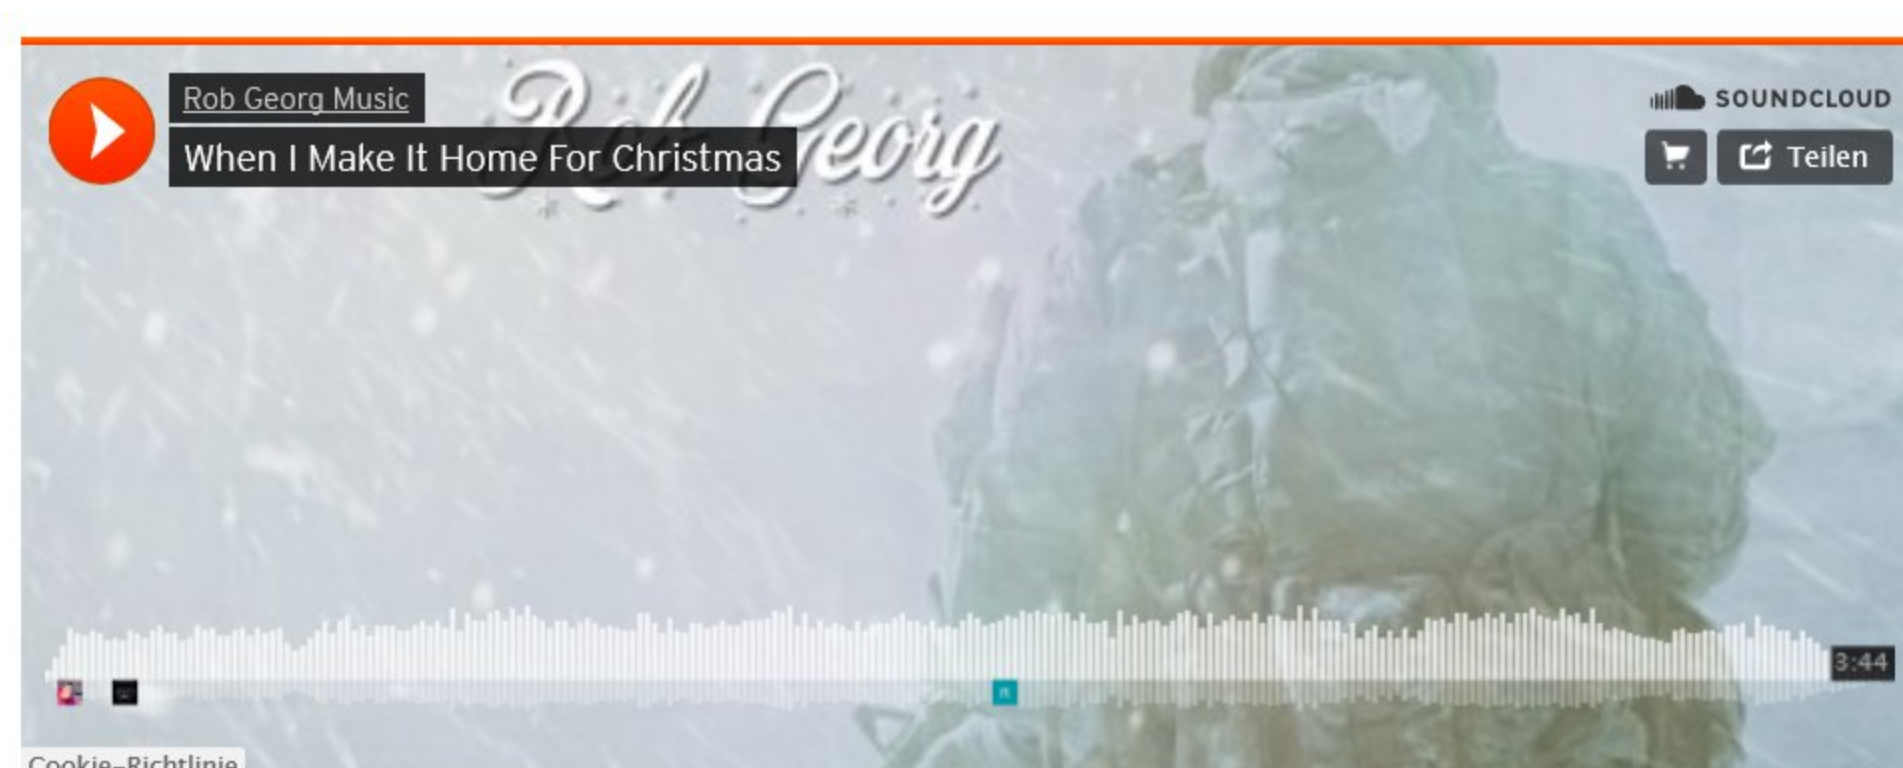 Rob Georg Music
Rob Georg
When I Make It Home For Christmas
SOUNDCLOUD
Teilen
3:44
Cookie-Richtlinie